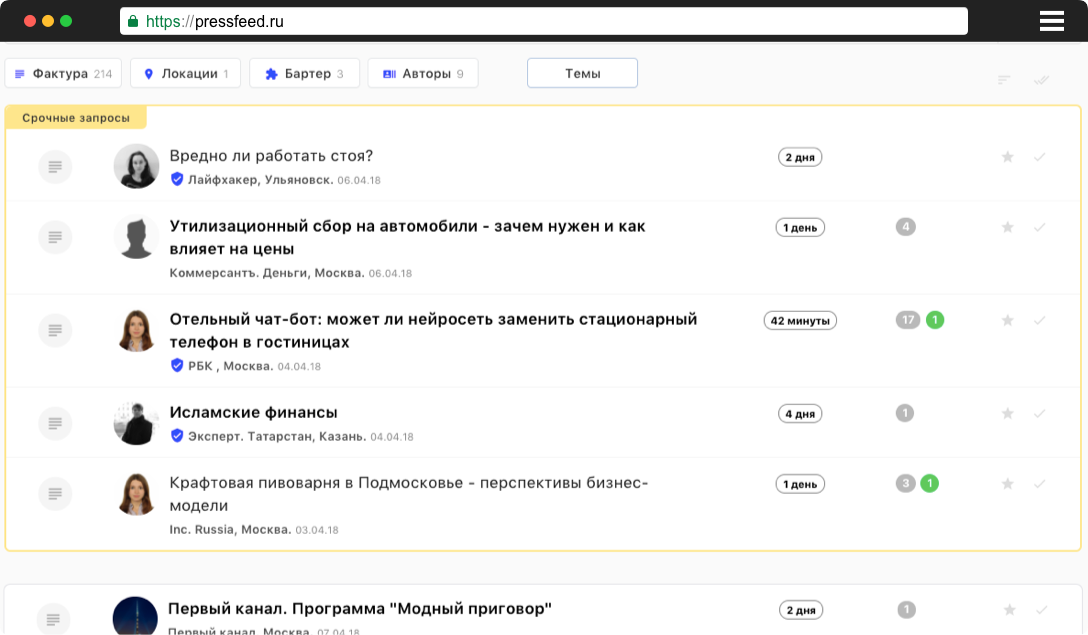 https://pressfeed.ru
Фактура 214 Локации 1 Бартер 3 Авторы 9 Темы
Срочные запросы
Вредно ли работать стоя? 2 дня
Лайфхакер, Ульяновск. 06.04.18
Утилизационный сбор на автомобили - зачем нужен и как 1 день 4
влияет на цены
Коммерсантъ. Деньги, Москва. 06.04.18
Отельный чат-бот: может ли нейросеть заменить стационарный 42 минуты 17 1
телефон в гостиницах
РБК , Москва. 04.04.18
Исламские финансы 4 дня 1
Эксперт. Татарстан, Казань. 04.04.18
Крафтовая пивоварня в Подмосковье - перспективы бизнес- 1 день 3 1
модели
Inc. Russia, Москва. 03.04.18
Первый канал. Программа "Модный приговор" 2 дня 1
Первый канал, Москва. 07.04.18